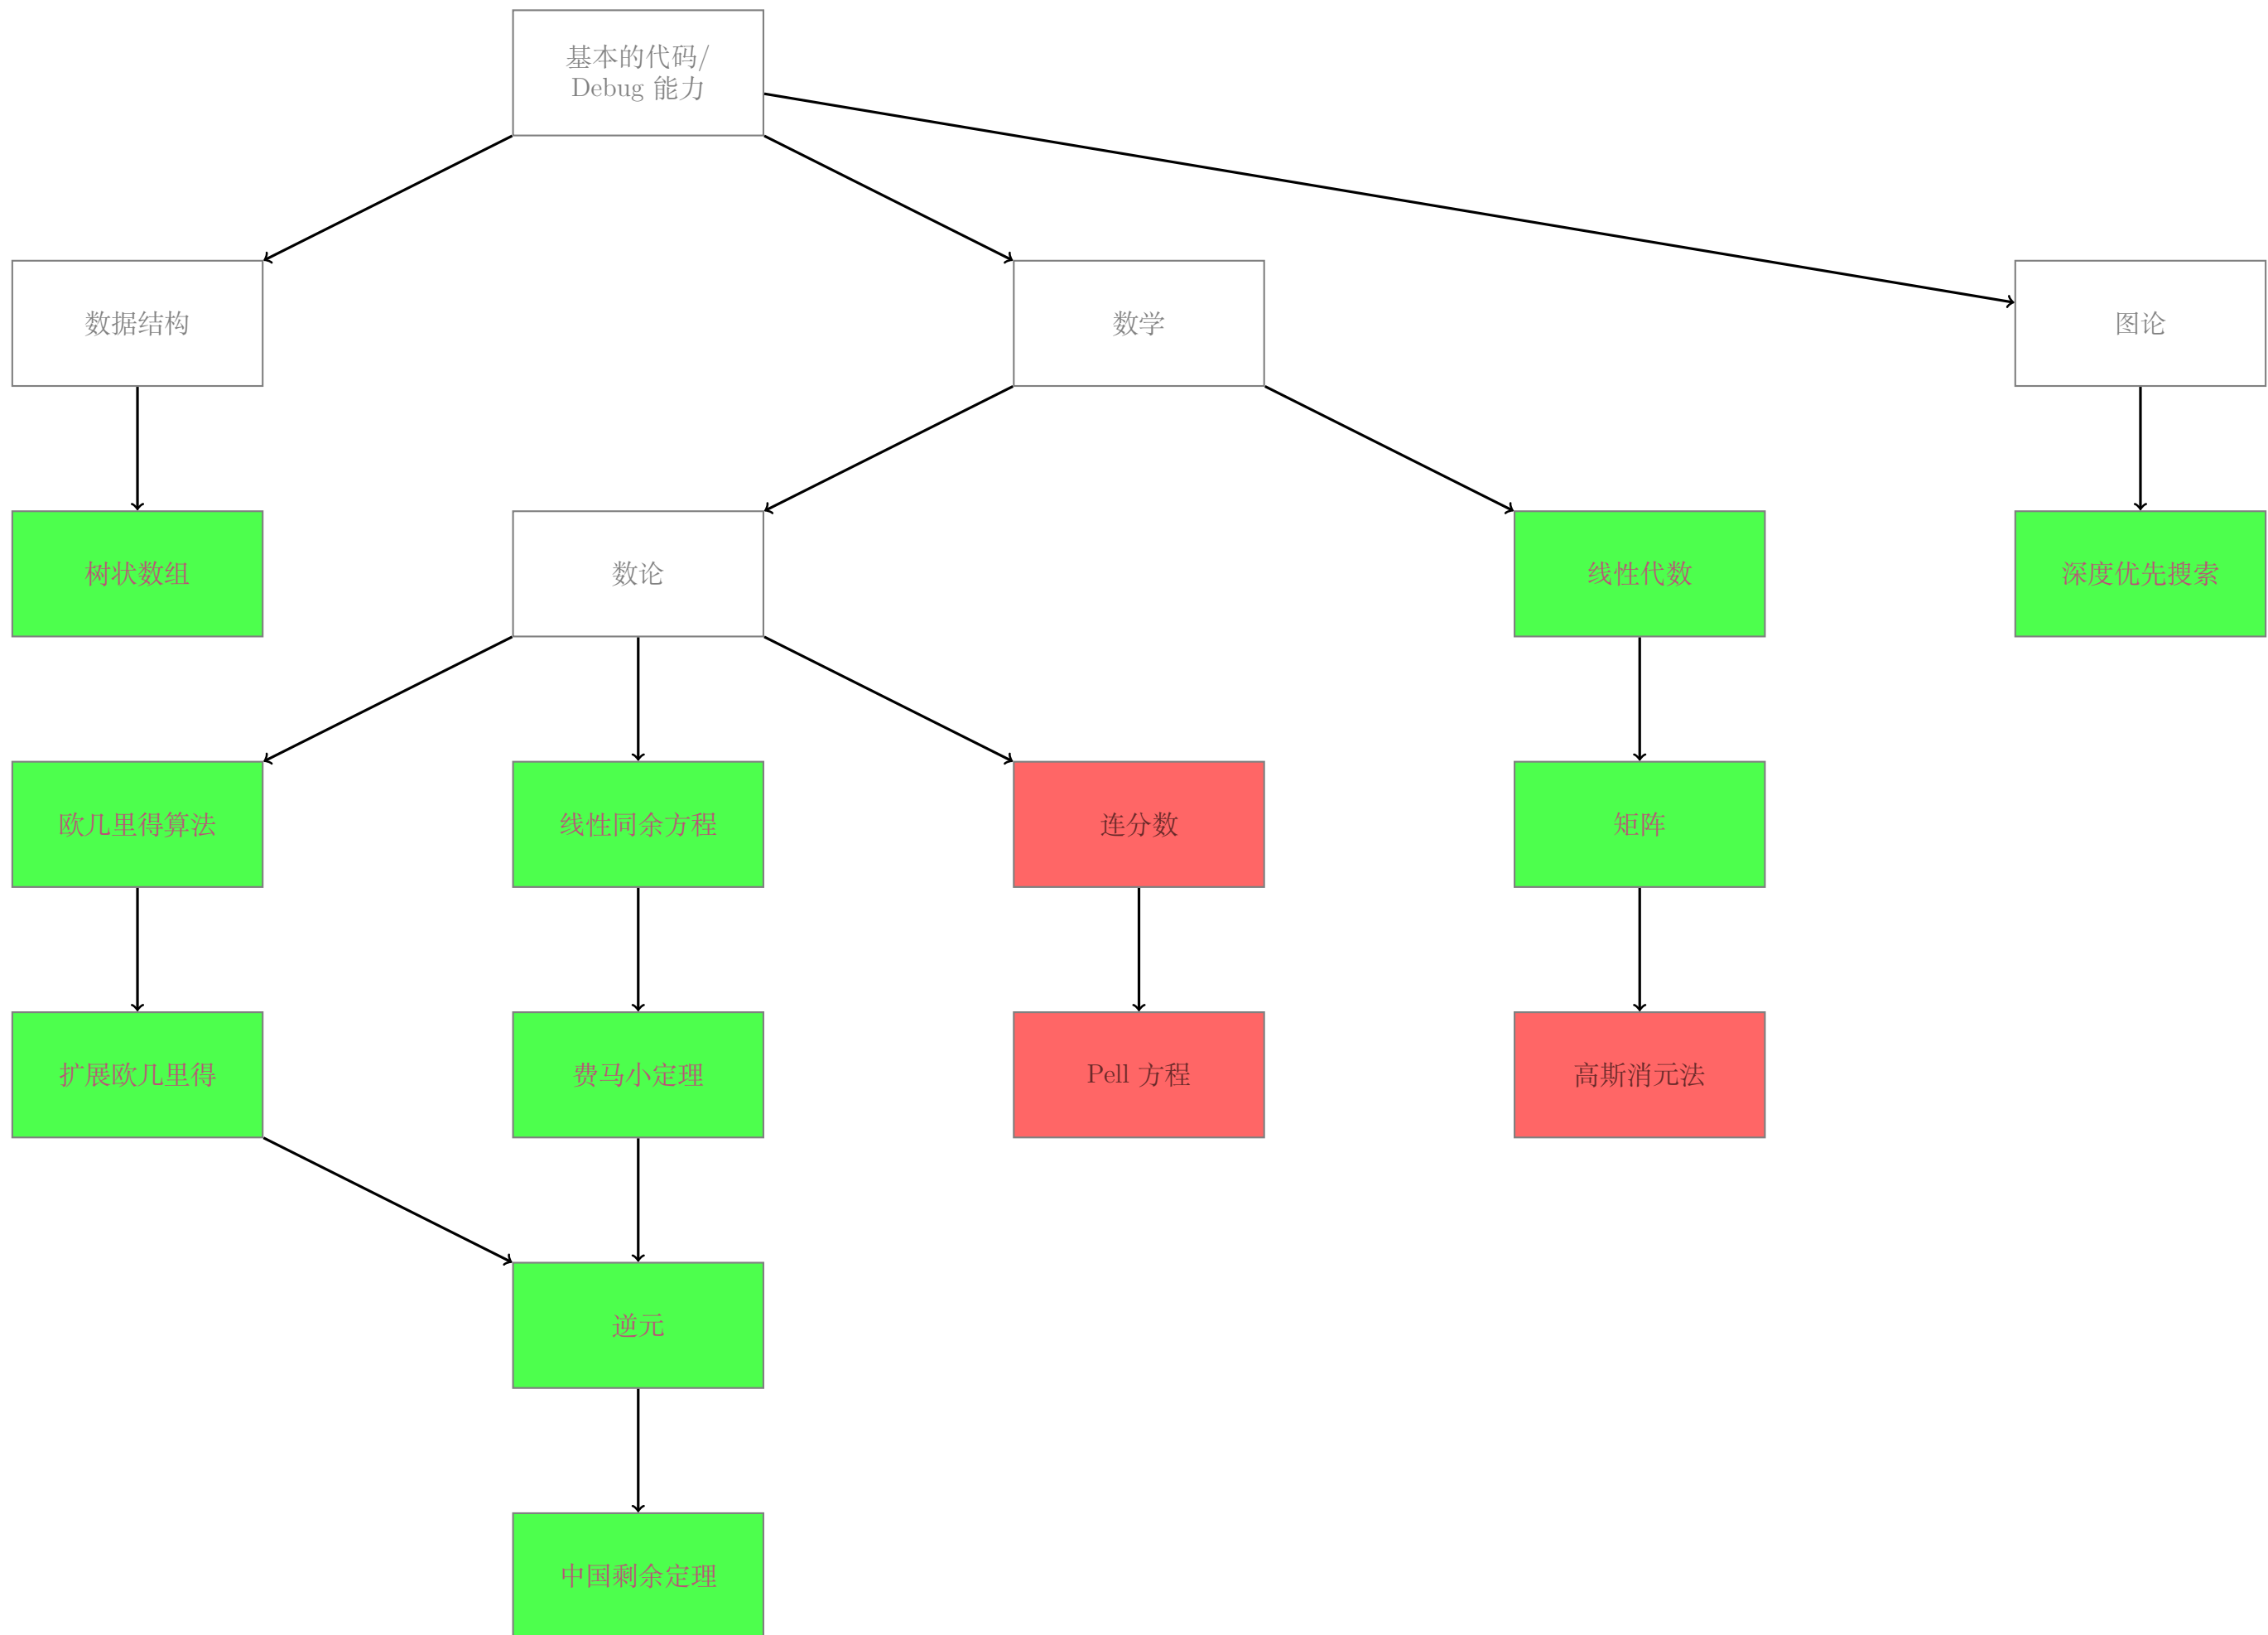 基本的代码/
Debug 能力
数据结构
数学
图论
树状数组
数论
线性代数
深度优先搜索
欧几里得算法
线性同余方程
连分数
矩阵
扩展欧几里得
费马小定理
Pell 方程
高斯消元法
逆元
中国剩余定理